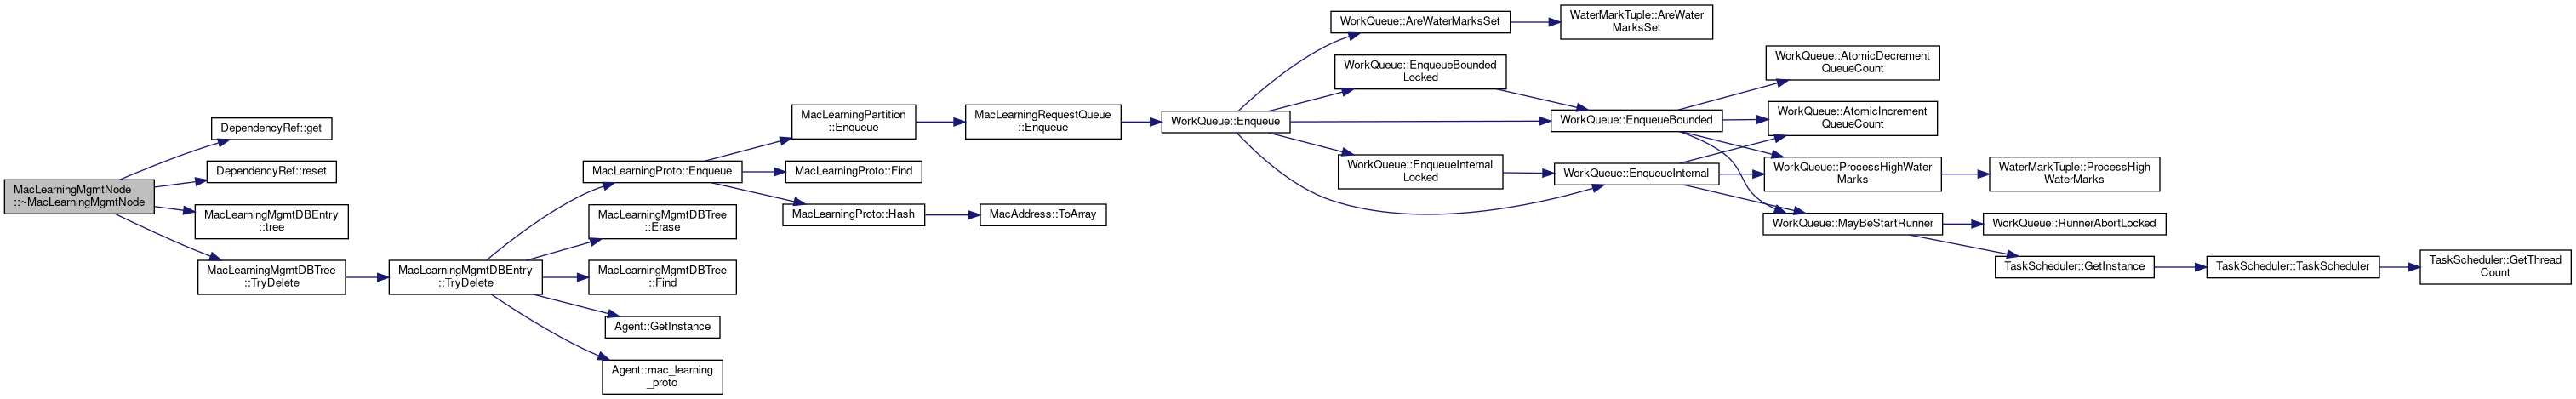 MacLearningMgmtNode
::~MacLearningMgmtNode
DependencyRef::get
DependencyRef::reset
MacLearningMgmtDBEntry
::tree
MacLearningMgmtDBTree
::TryDelete
MacLearningMgmtDBEntry
::TryDelete
MacLearningProto::Enqueue
MacLearningMgmtDBTree
::Erase
MacLearningMgmtDBTree
::Find
Agent::GetInstance
Agent::mac_learning
_proto
MacLearningPartition
::Enqueue
MacLearningProto::Find
MacLearningProto::Hash
MacLearningRequestQueue
::Enqueue
MacAddress::ToArray
WorkQueue::Enqueue
WorkQueue::AreWaterMarksSet
WorkQueue::EnqueueBounded
Locked
WorkQueue::EnqueueInternal
Locked
WaterMarkTuple::AreWater
MarksSet
WorkQueue::EnqueueBounded
WorkQueue::EnqueueInternal
WorkQueue::AtomicDecrement
QueueCount
WorkQueue::AtomicIncrement
QueueCount
WorkQueue::ProcessHighWater
Marks
WorkQueue::MayBeStartRunner
WaterMarkTuple::ProcessHigh
WaterMarks
WorkQueue::RunnerAbortLocked
TaskScheduler::GetInstance
TaskScheduler::TaskScheduler
TaskScheduler::GetThread
Count